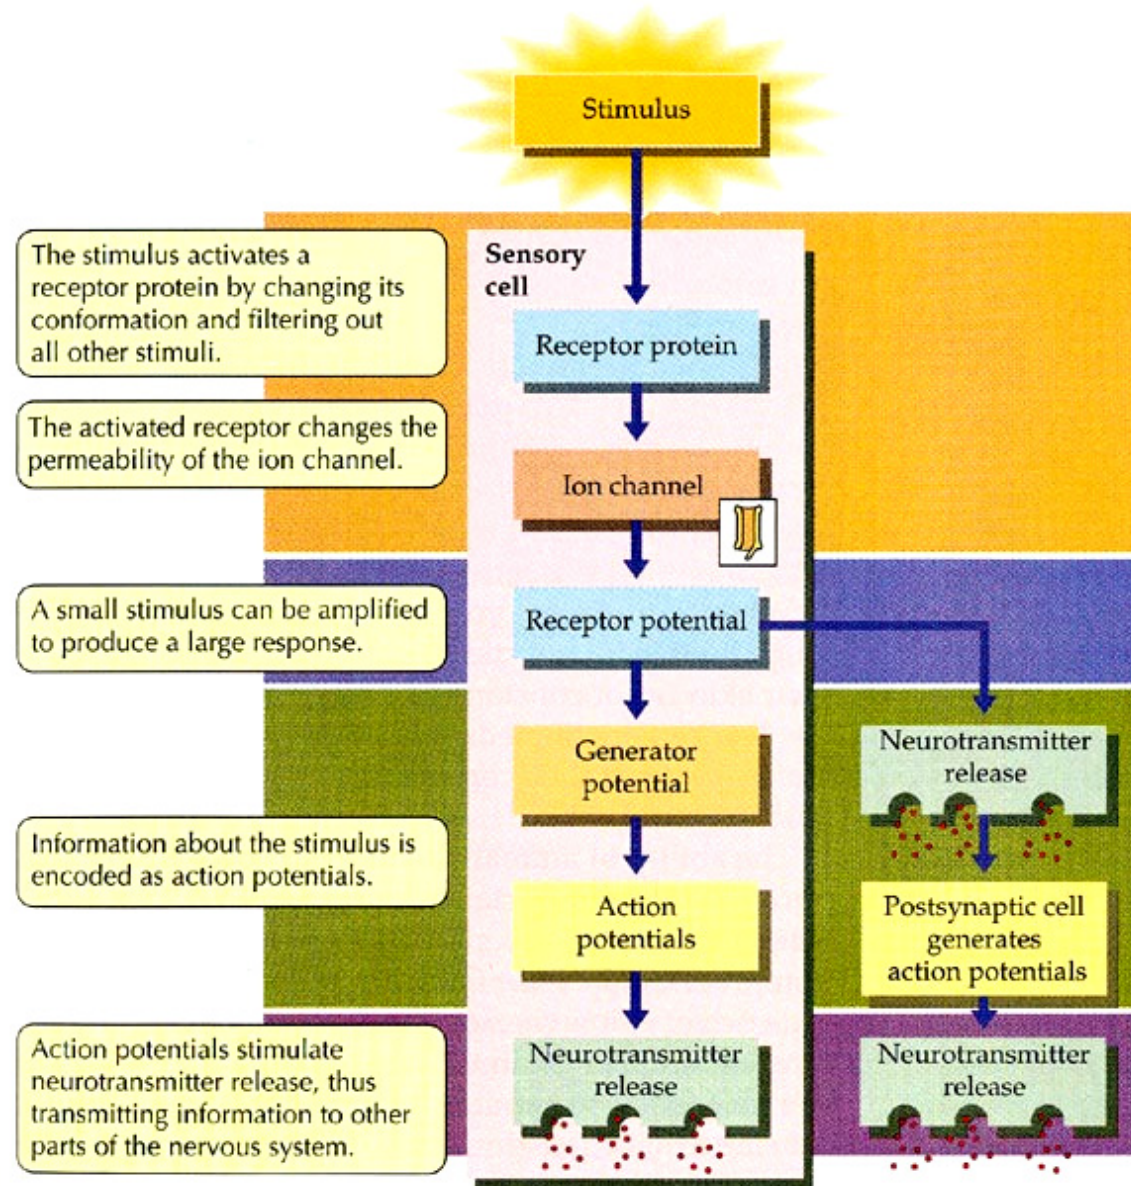 Stimulus
The stimulus activates a
receptor protein by changing its
conformation and filtering out
all other stimuli.
Sensory
cell
Receptor protein
The activated receptor changes the
permeability of the ion channel.
Ion channel
A small stimulus can be amplified
to produce a large response.
Receptor potential
Generator
potential
Neurotransmitter
release
Information about the stimulus is
encoded as action potentials.
Action
potentials
Postsynaptic cell
generates
action potentials
Action potentials stimulate
neurotransmitter release, thus
transmitting information to other
parts of the nervous system.
Neurotransmitter
release
Neurotransmitter
release